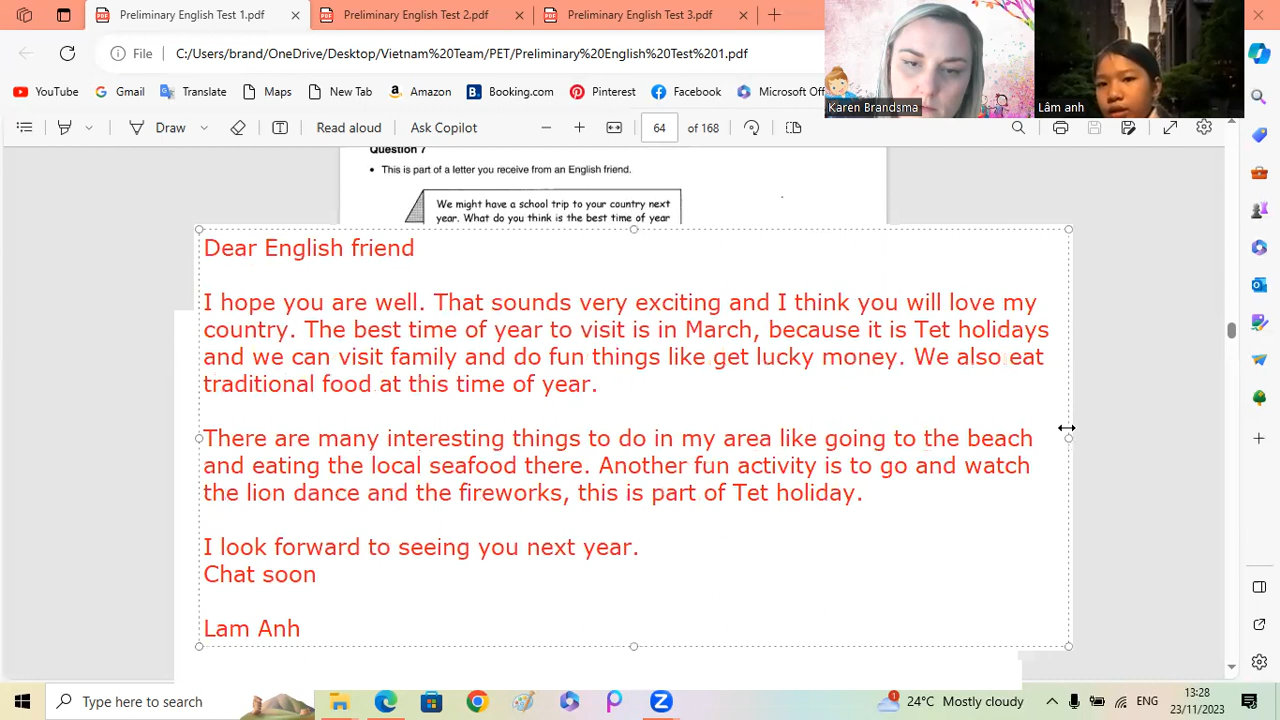 Preliminary English Test 1.pdf
Preliminary English Test 2.pdf
Preliminary English Test 3.pdf
File
C:/Users/brand/OneDrive/Desktop/Vietnam%20Team/PET/Preliminary%20English%20Test%201.pdf
YouTube Gmail Translate Maps New Tab Amazon Booking.com Pinterest Facebook Microsoft Off
Karen Brandsma
Lâm anh
Draw Read aloud Ask Copilot 64 of 168
Question 7
• This is part of a letter you receive from an English friend.
We might have a school trip to your country next
year. What do you think is the best time of year
Dear English friend
I hope you are well. That sounds very exciting and I think you will love my
country. The best time of year to visit is in March, because it is Tet holidays
and we can visit family and do fun things like get lucky money. We also eat
traditional food at this time of year.
There are many interesting things to do in my area like going to the beach
and eating the local seafood there. Another fun activity is to go and watch
the lion dance and the fireworks, this is part of Tet holiday.
I look forward to seeing you next year.
Chat soon
Lam Anh
Type here to search
1
24°C Mostly cloudy
ENG
13:28
23/11/2023